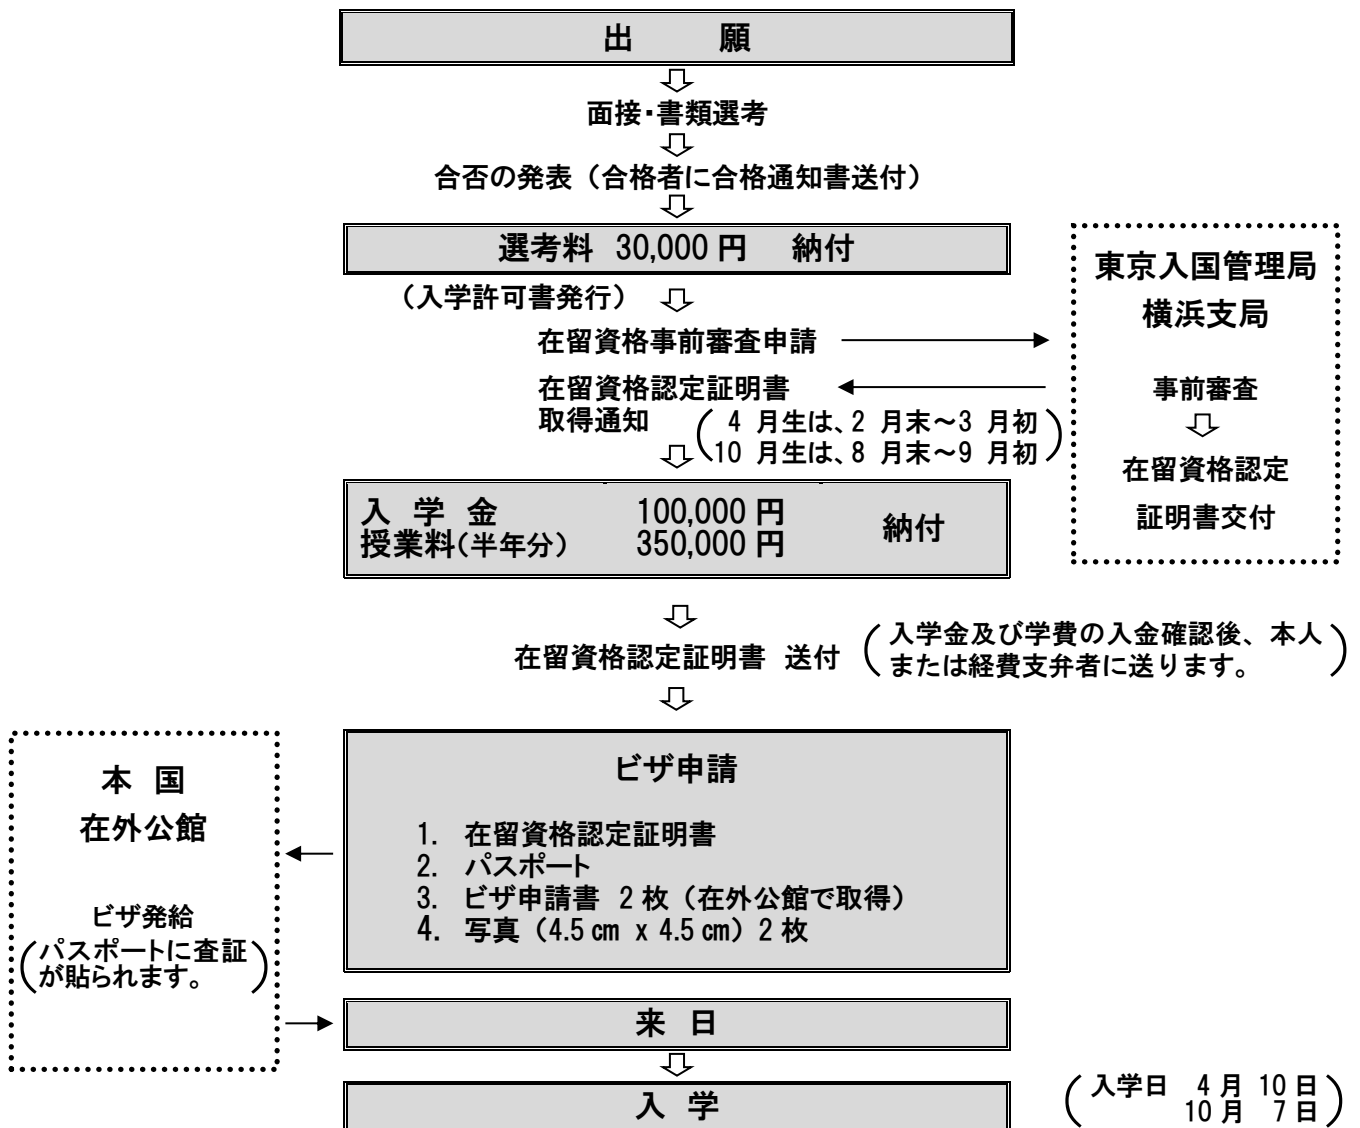 出 願
面接・書類選考
合否の発表（合格者に合格通知書送付）
選考料 30,000 円 納付
（入学許可書発行）
在留資格事前審査申請
在留資格認定証明書
取得通知
4 月生は、2 月末～3 月初
10 月生は、8 月末～9 月初
東京入国管理局
横浜支局
事前審査
在留資格認定
証明書交付
入 学 金 100,000 円
授業料（半年分） 350,000 円
納付
在留資格認定証明書 送付
入学金及び学費の入金確認後、本人
または経費支弁者に送ります。
ビザ申請
1. 在留資格認定証明書
2. パスポート
3. ビザ申請書 2 枚（在外公館で取得）
4. 写真（4.5 ㎝ x 4.5 ㎝）2 枚
本 国
在外公館
ビザ発給
パスポートに査証
が貼られます。
来 日
入 学
入学日 4 月 10 日
10 月 7 日